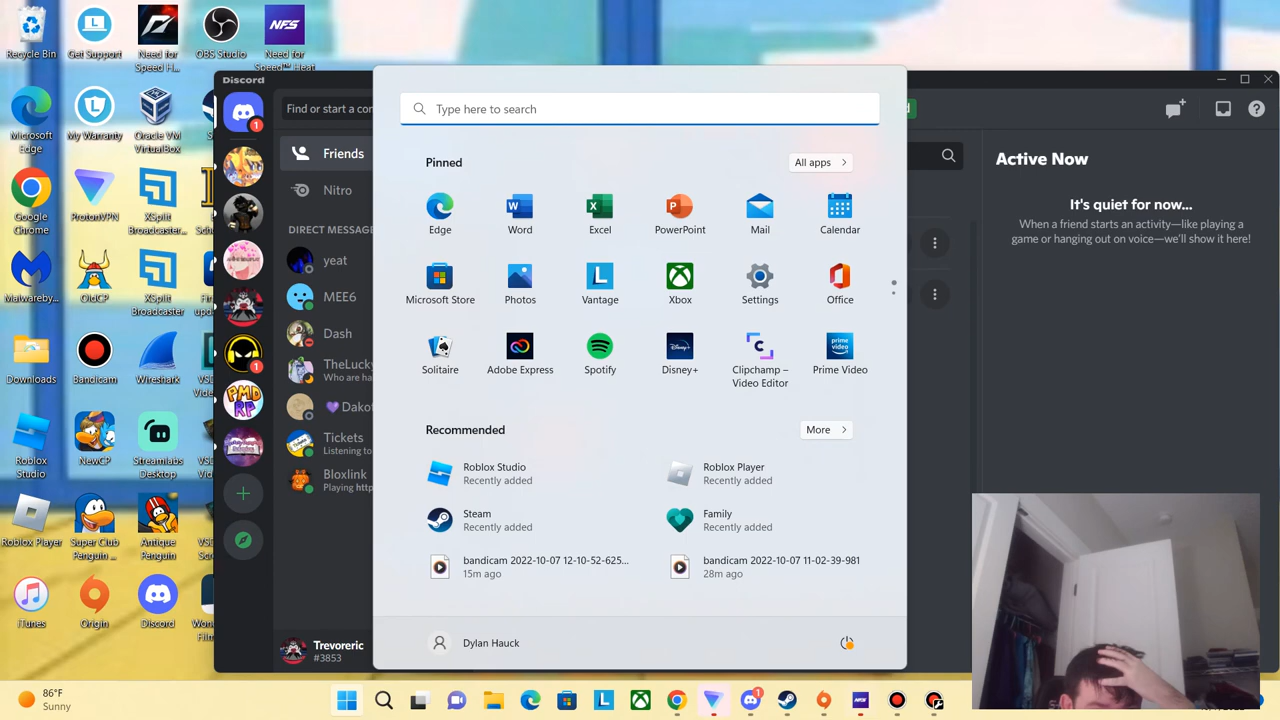 Recycle Bin
Get Support
Need for
Speed H...
OBS Studio
Need for
Speed™ Heat
NFS
Microsoft
Edge
My Warranty
Oracle VM
VirtualBox
Google
Chrome
ProtonVPN
XSplit
Broadcaster...
Malwareby...
OldCP
XSplit
Broadcaster
Downloads
Bandicam
Wireshark
Roblox
Studio
NewCP
Streamlabs
Desktop
Roblox Player
Super Club
Penguin ...
Antique
Penguin
iTunes
Origin
Discord
Discord
Find or start a con
Friends
Nitro
DIRECT MESSAGE
yeat
MEE6
Dash
TheLucky
Who are ha
Dakot
Tickets
Listening to
Bloxlink
Playing http
PMD
RP
1
1
Trevoreric
#3853
Type here to search
Pinned
All apps
Edge
Word
Excel
PowerPoint
Mail
Calendar
Microsoft Store
Photos
Vantage
Xbox
Settings
Office
Solitaire
Adobe Express
Spotify
Disney+
Clipchamp –
Video Editor
Prime Video
Recommended
More
Roblox Studio
Recently added
Roblox Player
Recently added
Steam
Recently added
Family
Recently added
bandicam 2022-10-07 12-10-52-625...
15m ago
bandicam 2022-10-07 11-02-39-981
28m ago
Dylan Hauck
Active Now
It's quiet for now...
When a friend starts an activity—like playing a
game or hanging out on voice—we'll show it here!
86°F
Sunny
1